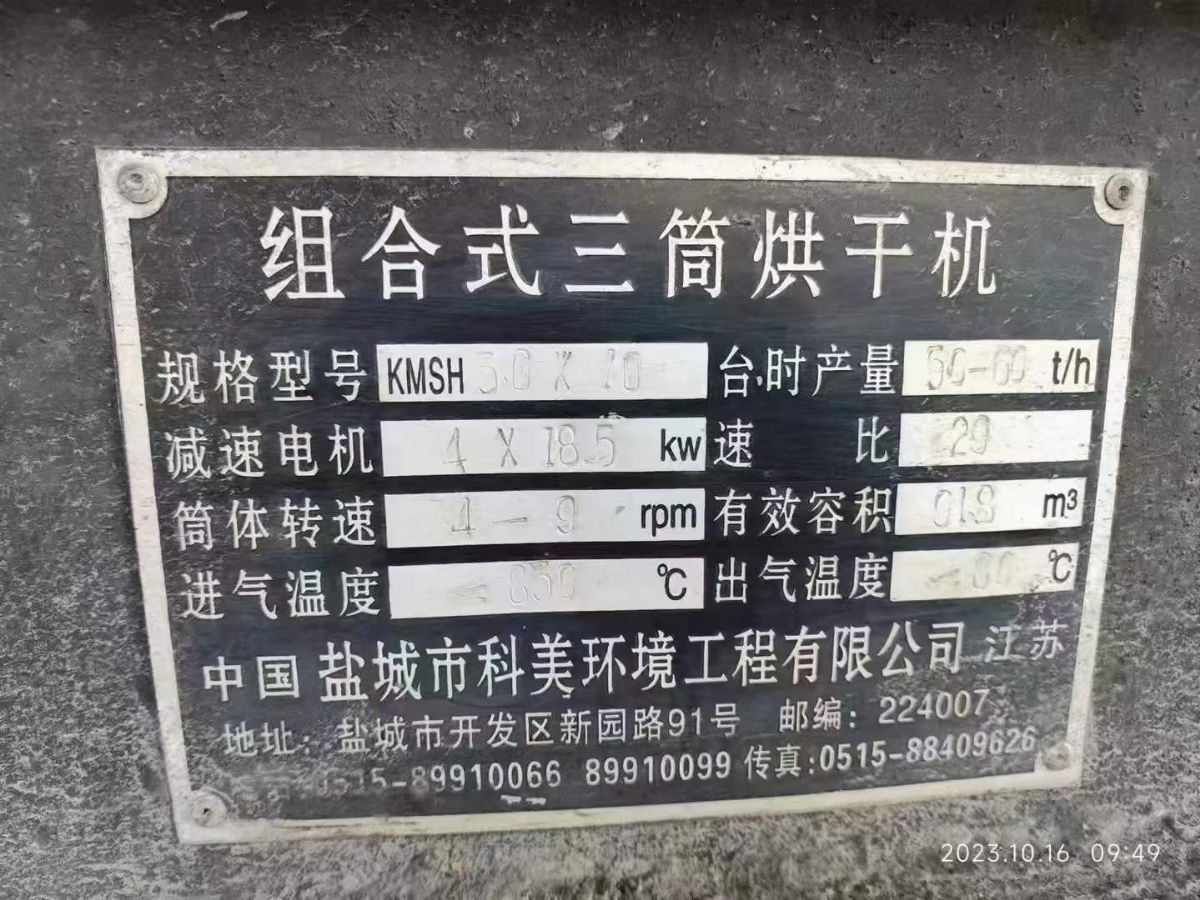 组合式三筒烘干机
规格型号 KMSH 3.6 X 10 台.时产量 50-60 t/h
减速电机 4 X 18.5 kw 速 比 29
筒体转速 4-9 rpm 有效容积 m³
进气温度 ℃ 出气温度 ℃
中国 盐城市科美环境工程有限公司 江苏
地址：盐城市开发区新园路91号 邮编：224007
0515-89910066 89910099 传真:0515-88409626
2023.10.16 09:49